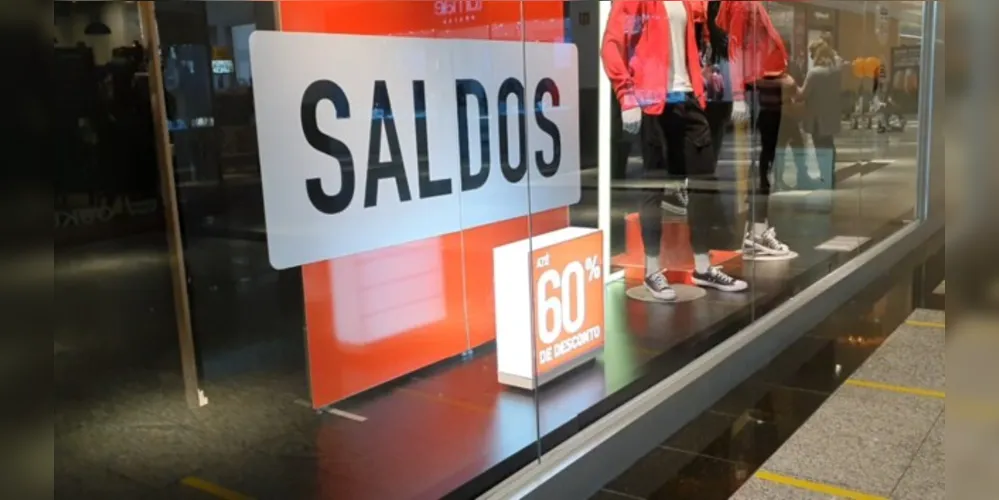 SALDOS
Até
60%
DE DESCONTO